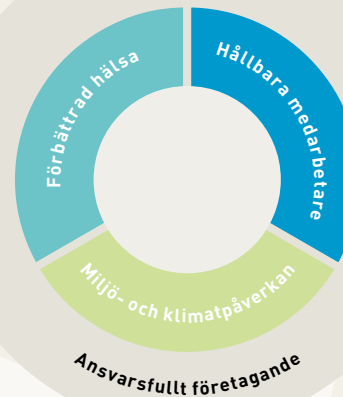 Förbättrad hälsa
Hållbara medarbetare
Miljö- och klimatpåverkan
Ansvarsfullt företagande